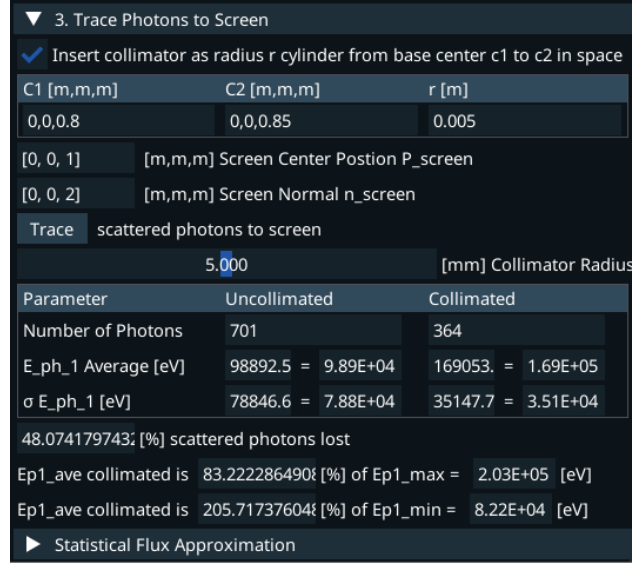 ▼ 3. Trace Photons to Screen
Insert collimator as radius r cylinder from base center c1 to c2 in space
C1 [m,m,m] C2 [m,m,m] r [m]
0,0,0.8 0,0,0.85 0.005
[0, 0, 1] [m,m,m] Screen Center Postion P_screen
[0, 0, 2] [m,m,m] Screen Normal n_screen
Trace scattered photons to screen
5.000 [mm] Collimator Radius
Parameter Uncollimated Collimated
Number of Photons 701 364
E_ph_1 Average [eV] 98892.5 = 9.89E+04 169053. = 1.69E+05
σ E_ph_1 [eV] 78846.6 = 7.88E+04 35147.7 = 3.51E+04
48.0741797432 [%] scattered photons lost
Ep1_ave collimated is 83.2222864908 [%] of Ep1_max = 2.03E+05 [eV]
Ep1_ave collimated is 205.717376048 [%] of Ep1_min = 8.22E+04 [eV]
▶ Statistical Flux Approximation